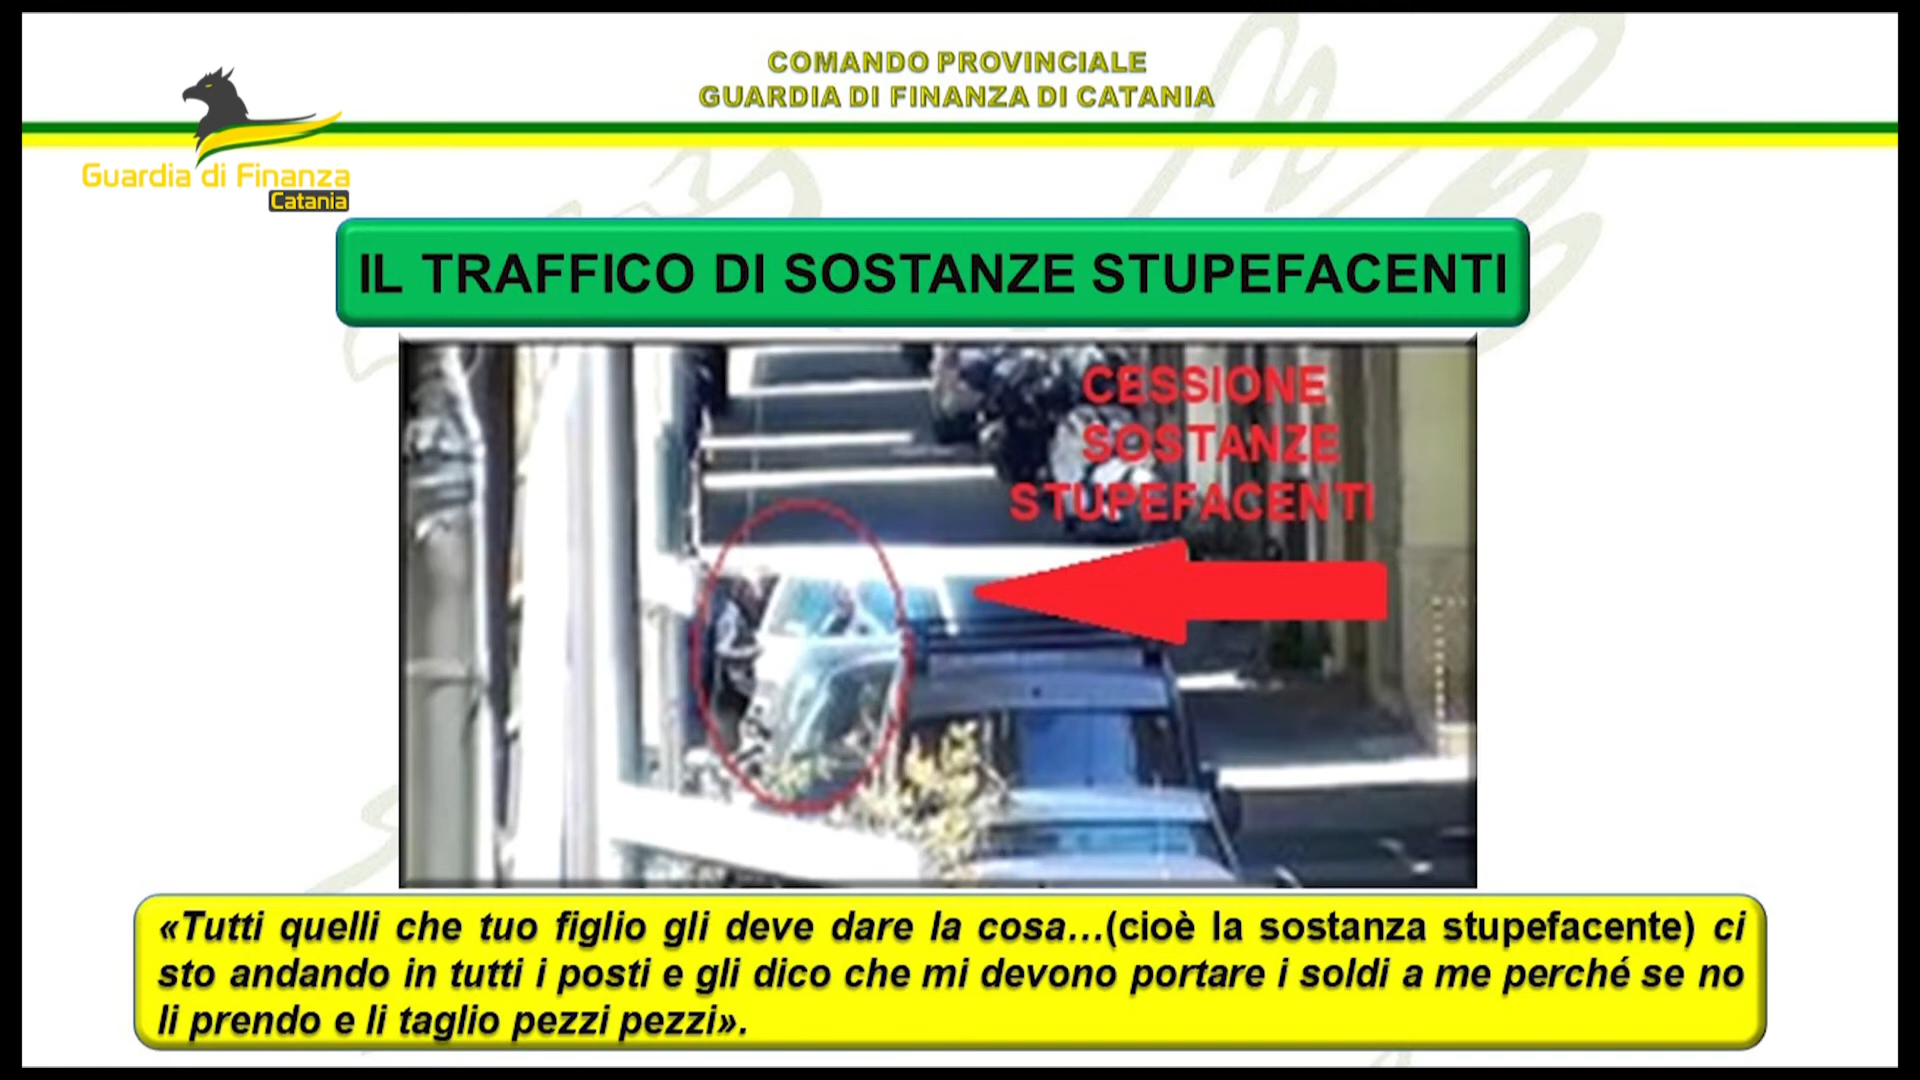 COMANDO PROVINCIALE
GUARDIA DI FINANZA DI CATANIA
Guardia di Finanza
Catania
IL TRAFFICO DI SOSTANZE STUPEFACENTI
CESSIONE
SOSTANZE
STUPEFACENTI
«Tutti quelli che tuo figlio gli deve dare la cosa…(cioè la sostanza stupefacente) ci
sto andando in tutti i posti e gli dico che mi devono portare i soldi a me perché se no
li prendo e li taglio pezzi pezzi».